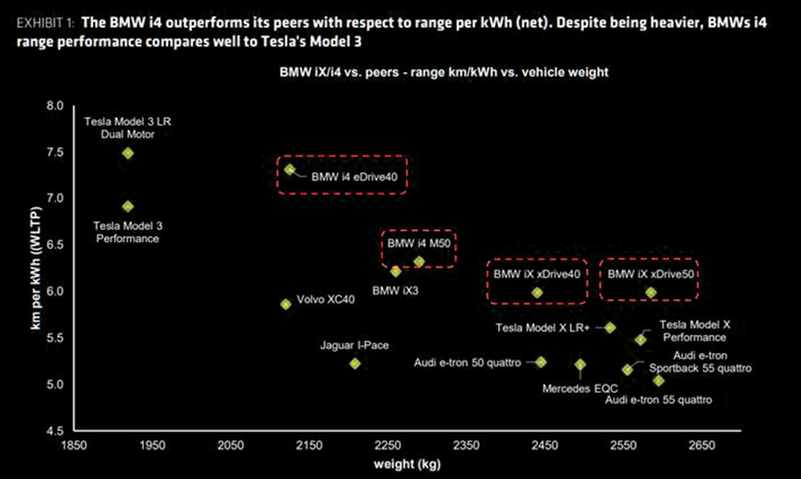 EXHIBIT 1: The BMW i4 outperforms its peers with respect to range per kWh (net). Despite being heavier, BMWs i4
range performance compares well to Tesla's Model 3
BMW iX/i4 vs. peers - range km/kWh vs. vehicle weight
km per kWh ((WLTP)
8.0
7.5
7.0
6.5
6.0
5.5
5.0
4.5
Tesla Model 3 LR
Dual Motor
Tesla Model 3
Performance
BMW i4 eDrive40
BMW i4 M50
BMW iX3
BMW iX xDrive40
BMW iX xDrive50
Volvo XC40
Jaguar I-Pace
Tesla Model X LR+
Tesla Model X
Performance
Audi e-tron 50 quattro
Mercedes EQC
Audi e-tron
Sportback 55 quattro
Audi e-tron 55 quattro
1850
1950
2050
2150
2250
2350
2450
2550
2650
weight (kg)